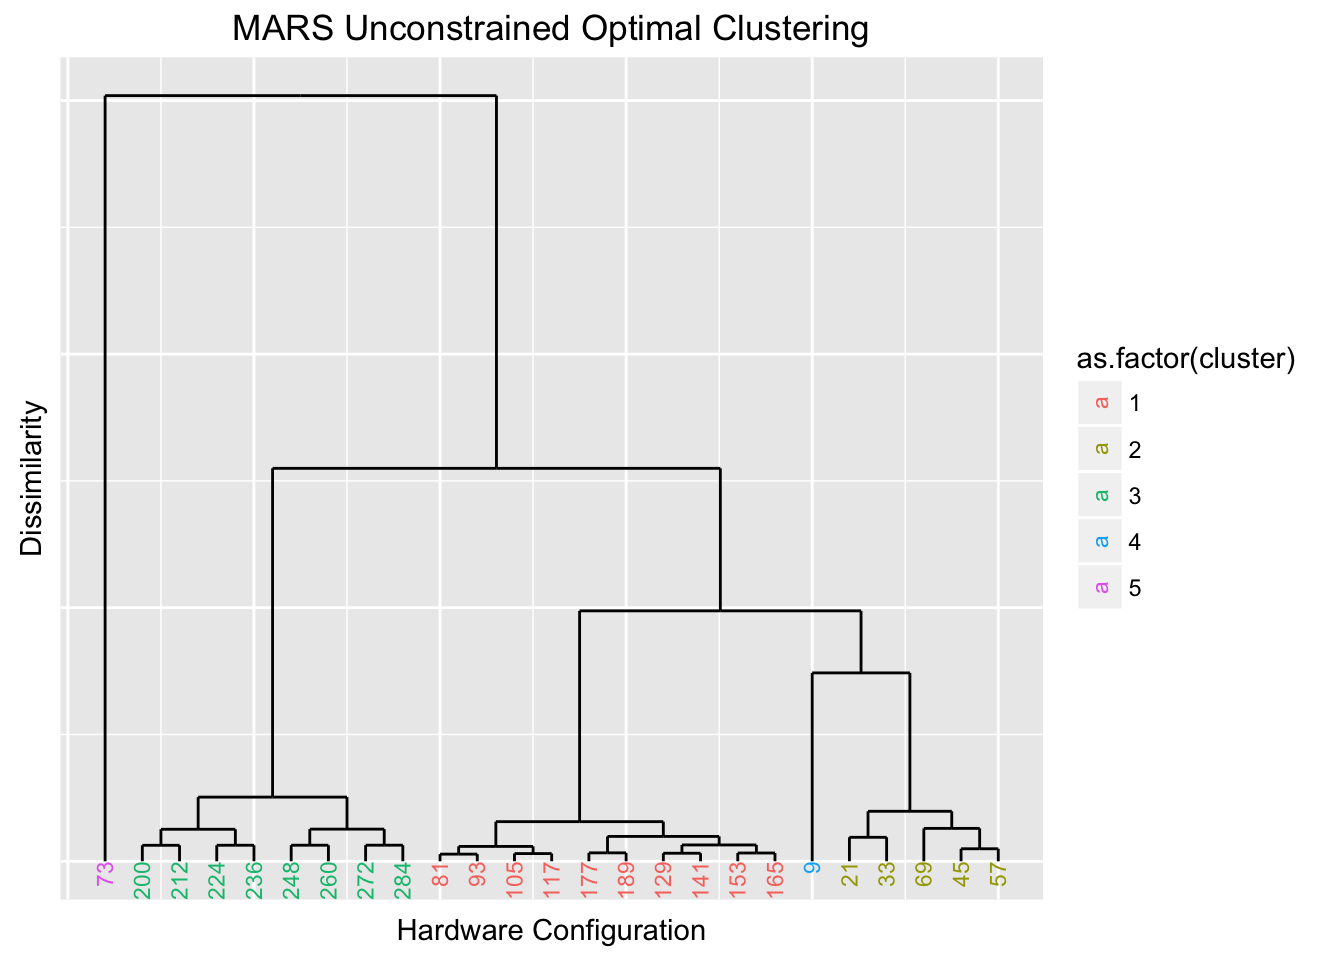 MARS Unconstrained Optimal Clustering
Dissimilarity
73 200 212 224 236 248 260 272 284 81 93 105 117 177 189 129 141 153 165 9 21 33 69 45 57
Hardware Configuration
as.factor(cluster)
a 1
a 2
a 3
a 4
a 5